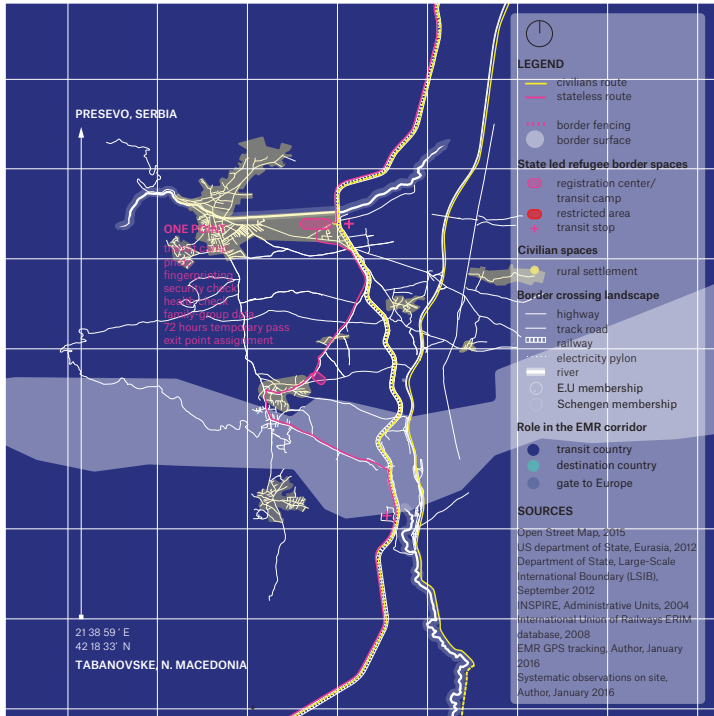 PRESEVO, SERBIA
ONE POINT
photo
fingerprinting
security check
health check
family-group data
72 hours temporary pass
exit point assignment
21 38 59 ' E
42 18 33' N
TABANOVSKE, N. MACEDONIA
LEGEND
civilians route
stateless route
border fencing
border surface
State led refugee border spaces
registration center/
transit camp
restricted area
transit stop
Civilian spaces
rural settlement
Border crossing landscape
highway
track road
railway
electricity pylon
river
E.U membership
Schengen membership
Role in the EMR corridor
transit country
destination country
gate to Europe
SOURCES
Open Street Map, 2015
US department of State, Eurasia, 2012
Department of State, Large-Scale
International Boundary (LSIB),
September 2012
INSPIRE, Administrative Units, 2004
International Union of Railways ERIM
database, 2008
EMR GPS tracking, Author, January
2016
Systematic observations on site,
Author, January 2016